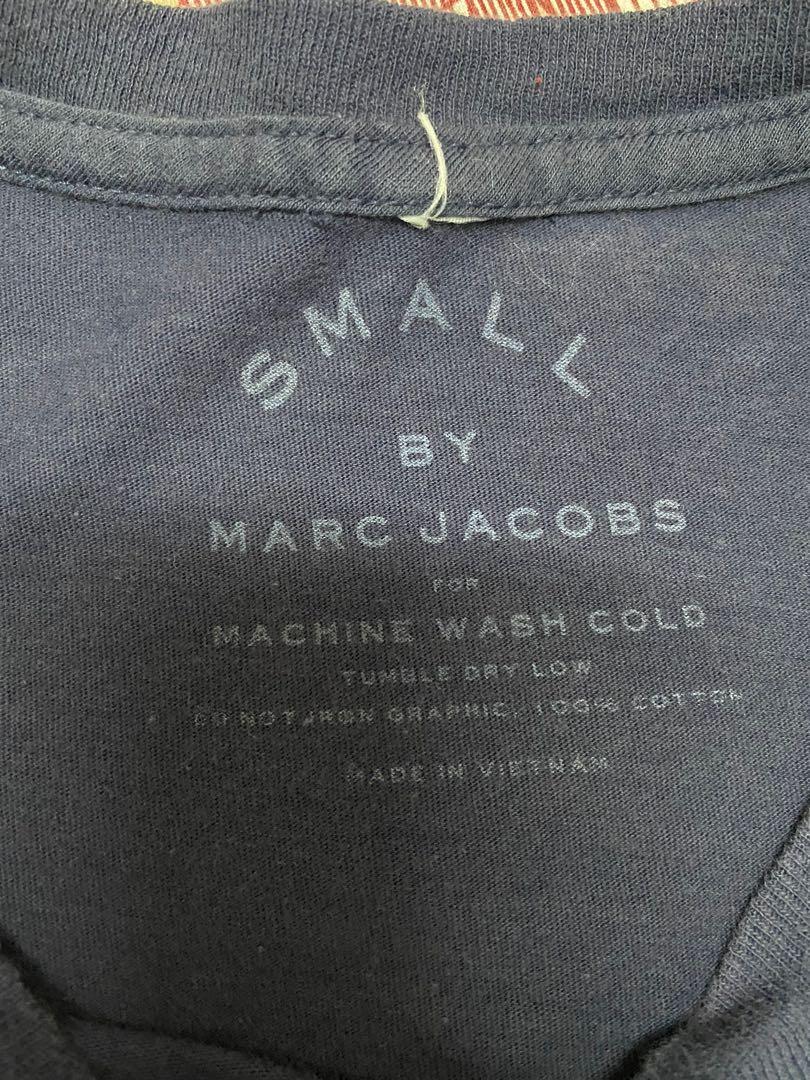 SMALL
BY
MARC JACOBS
FOR
MACHINE WASH COLD
TUMBLE DRY LOW
DO NOT IRON GRAPHIC, 100% COTTON
MADE IN VIETNAM